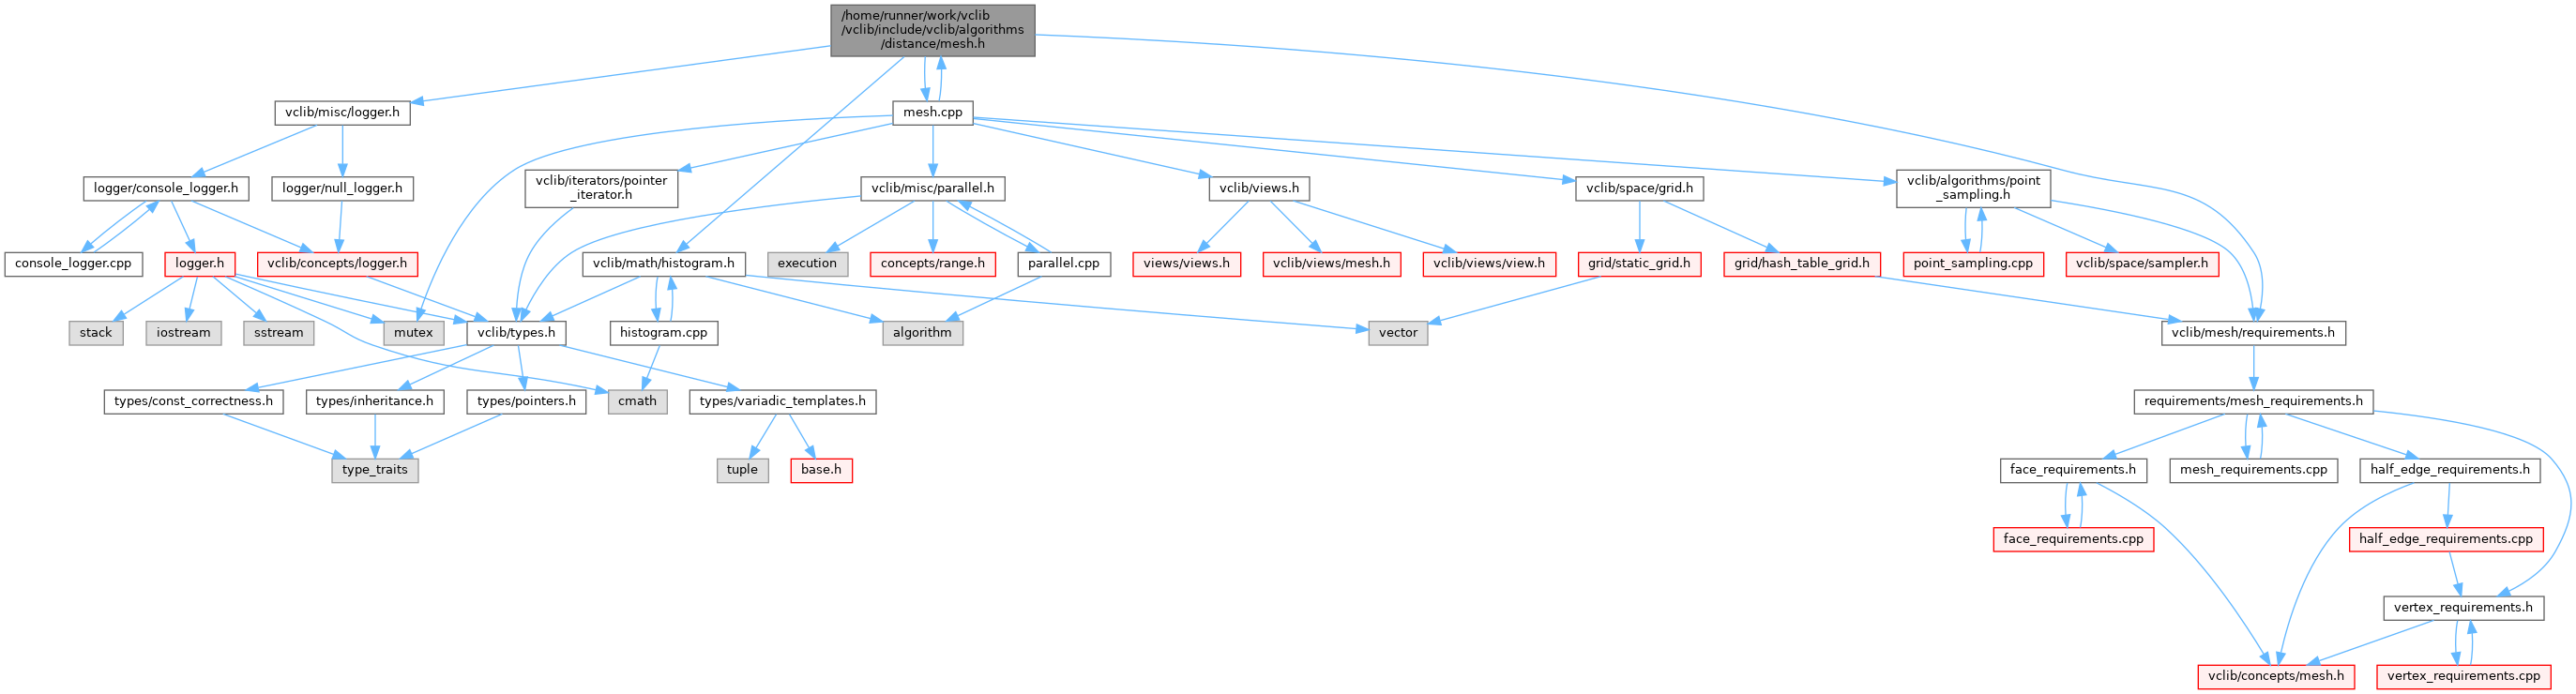 /home/runner/work/vclib
/vclib/include/vclib/algorithms
/distance/mesh.h
vclib/misc/logger.h
mesh.cpp
logger/console_logger.h
logger/null_logger.h
vclib/iterators/pointer
_iterator.h
vclib/misc/parallel.h
vclib/views.h
vclib/space/grid.h
vclib/algorithms/point
_sampling.h
console_logger.cpp
logger.h
vclib/concepts/logger.h
vclib/math/histogram.h
execution
concepts/range.h
parallel.cpp
views/views.h
vclib/views/mesh.h
vclib/views/view.h
grid/static_grid.h
grid/hash_table_grid.h
point_sampling.cpp
vclib/space/sampler.h
stack
iostream
sstream
mutex
vclib/types.h
histogram.cpp
algorithm
vector
vclib/mesh/requirements.h
types/const_correctness.h
types/inheritance.h
types/pointers.h
cmath
types/variadic_templates.h
requirements/mesh_requirements.h
type_traits
tuple
base.h
face_requirements.h
mesh_requirements.cpp
half_edge_requirements.h
face_requirements.cpp
half_edge_requirements.cpp
vertex_requirements.h
vclib/concepts/mesh.h
vertex_requirements.cpp